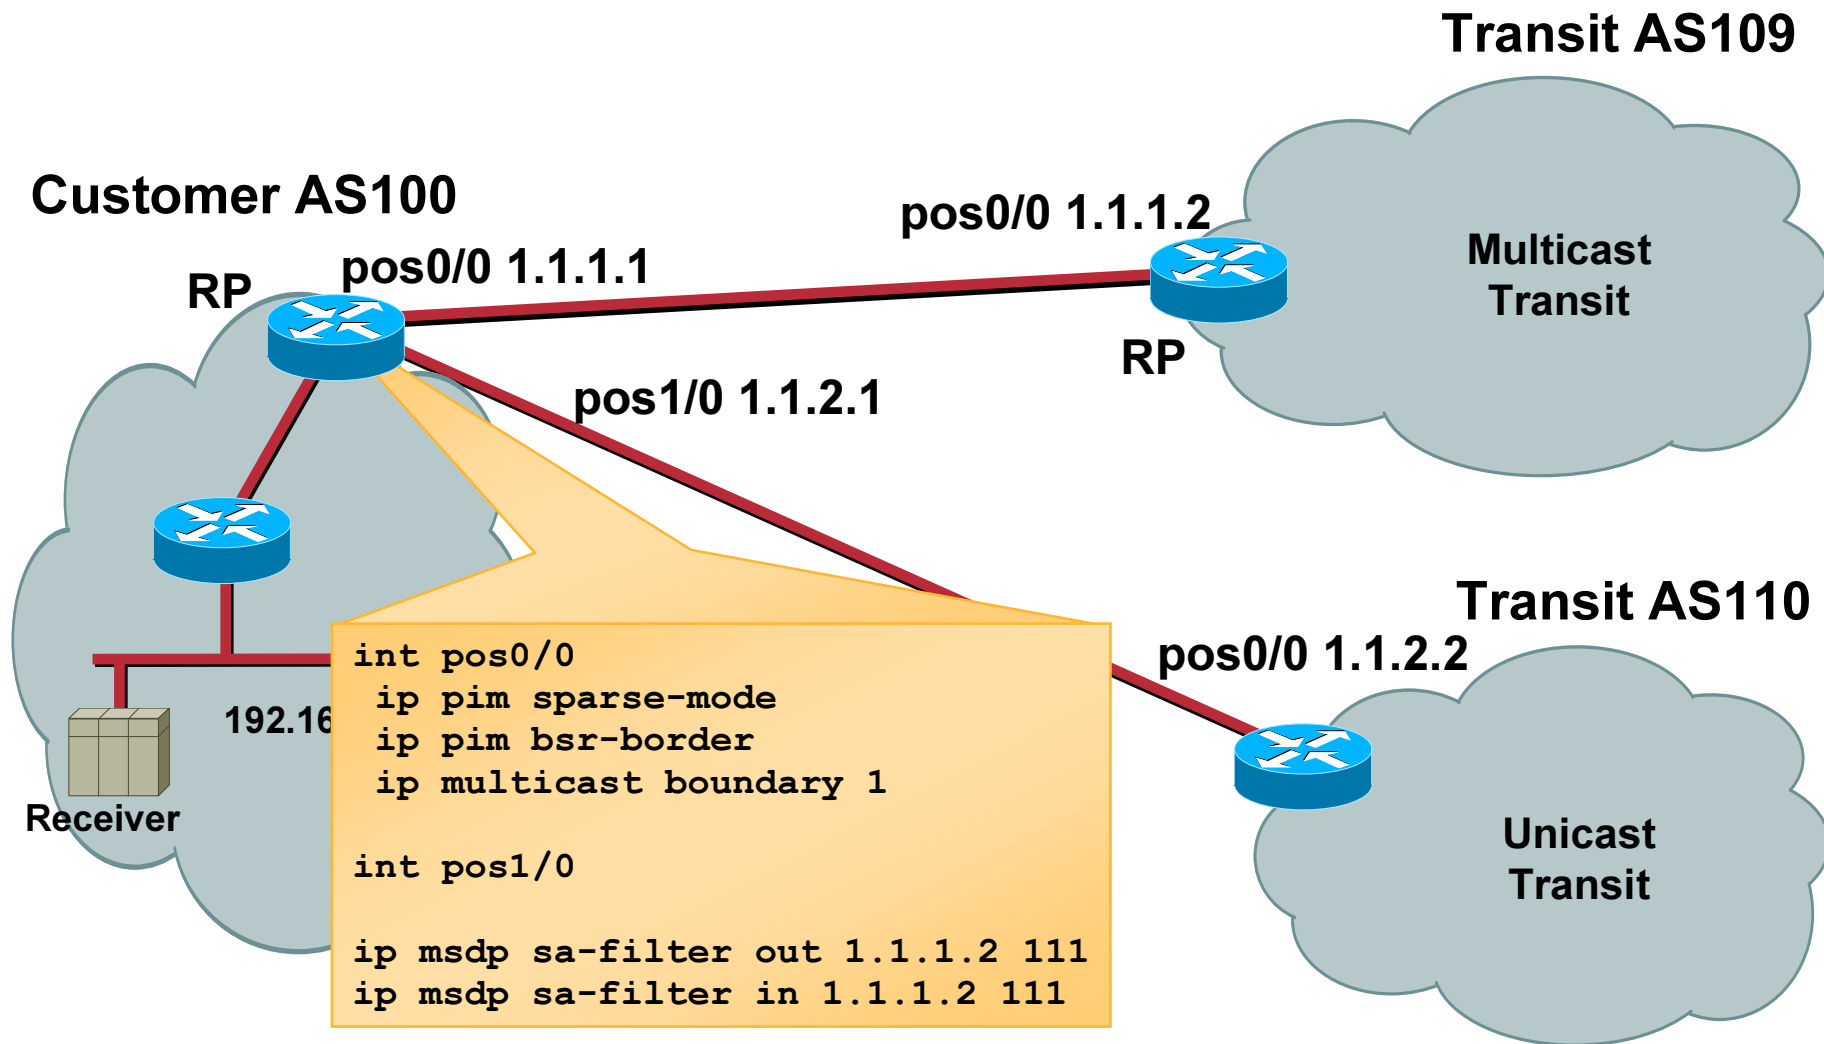 Transit AS109
Customer AS100
pos0/0 1.1.1.2
RP
pos0/0 1.1.1.1
Multicast
Transit
RP
pos1/0 1.1.2.1
Transit AS110
int pos0/0
ip pim sparse-mode
ip pim bsr-border
ip multicast boundary 1
int pos1/0
ip msdp sa-filter out 1.1.1.2 111
ip msdp sa-filter in 1.1.1.2 111
pos0/0 1.1.2.2
192.16
Receiver
Unicast
Transit